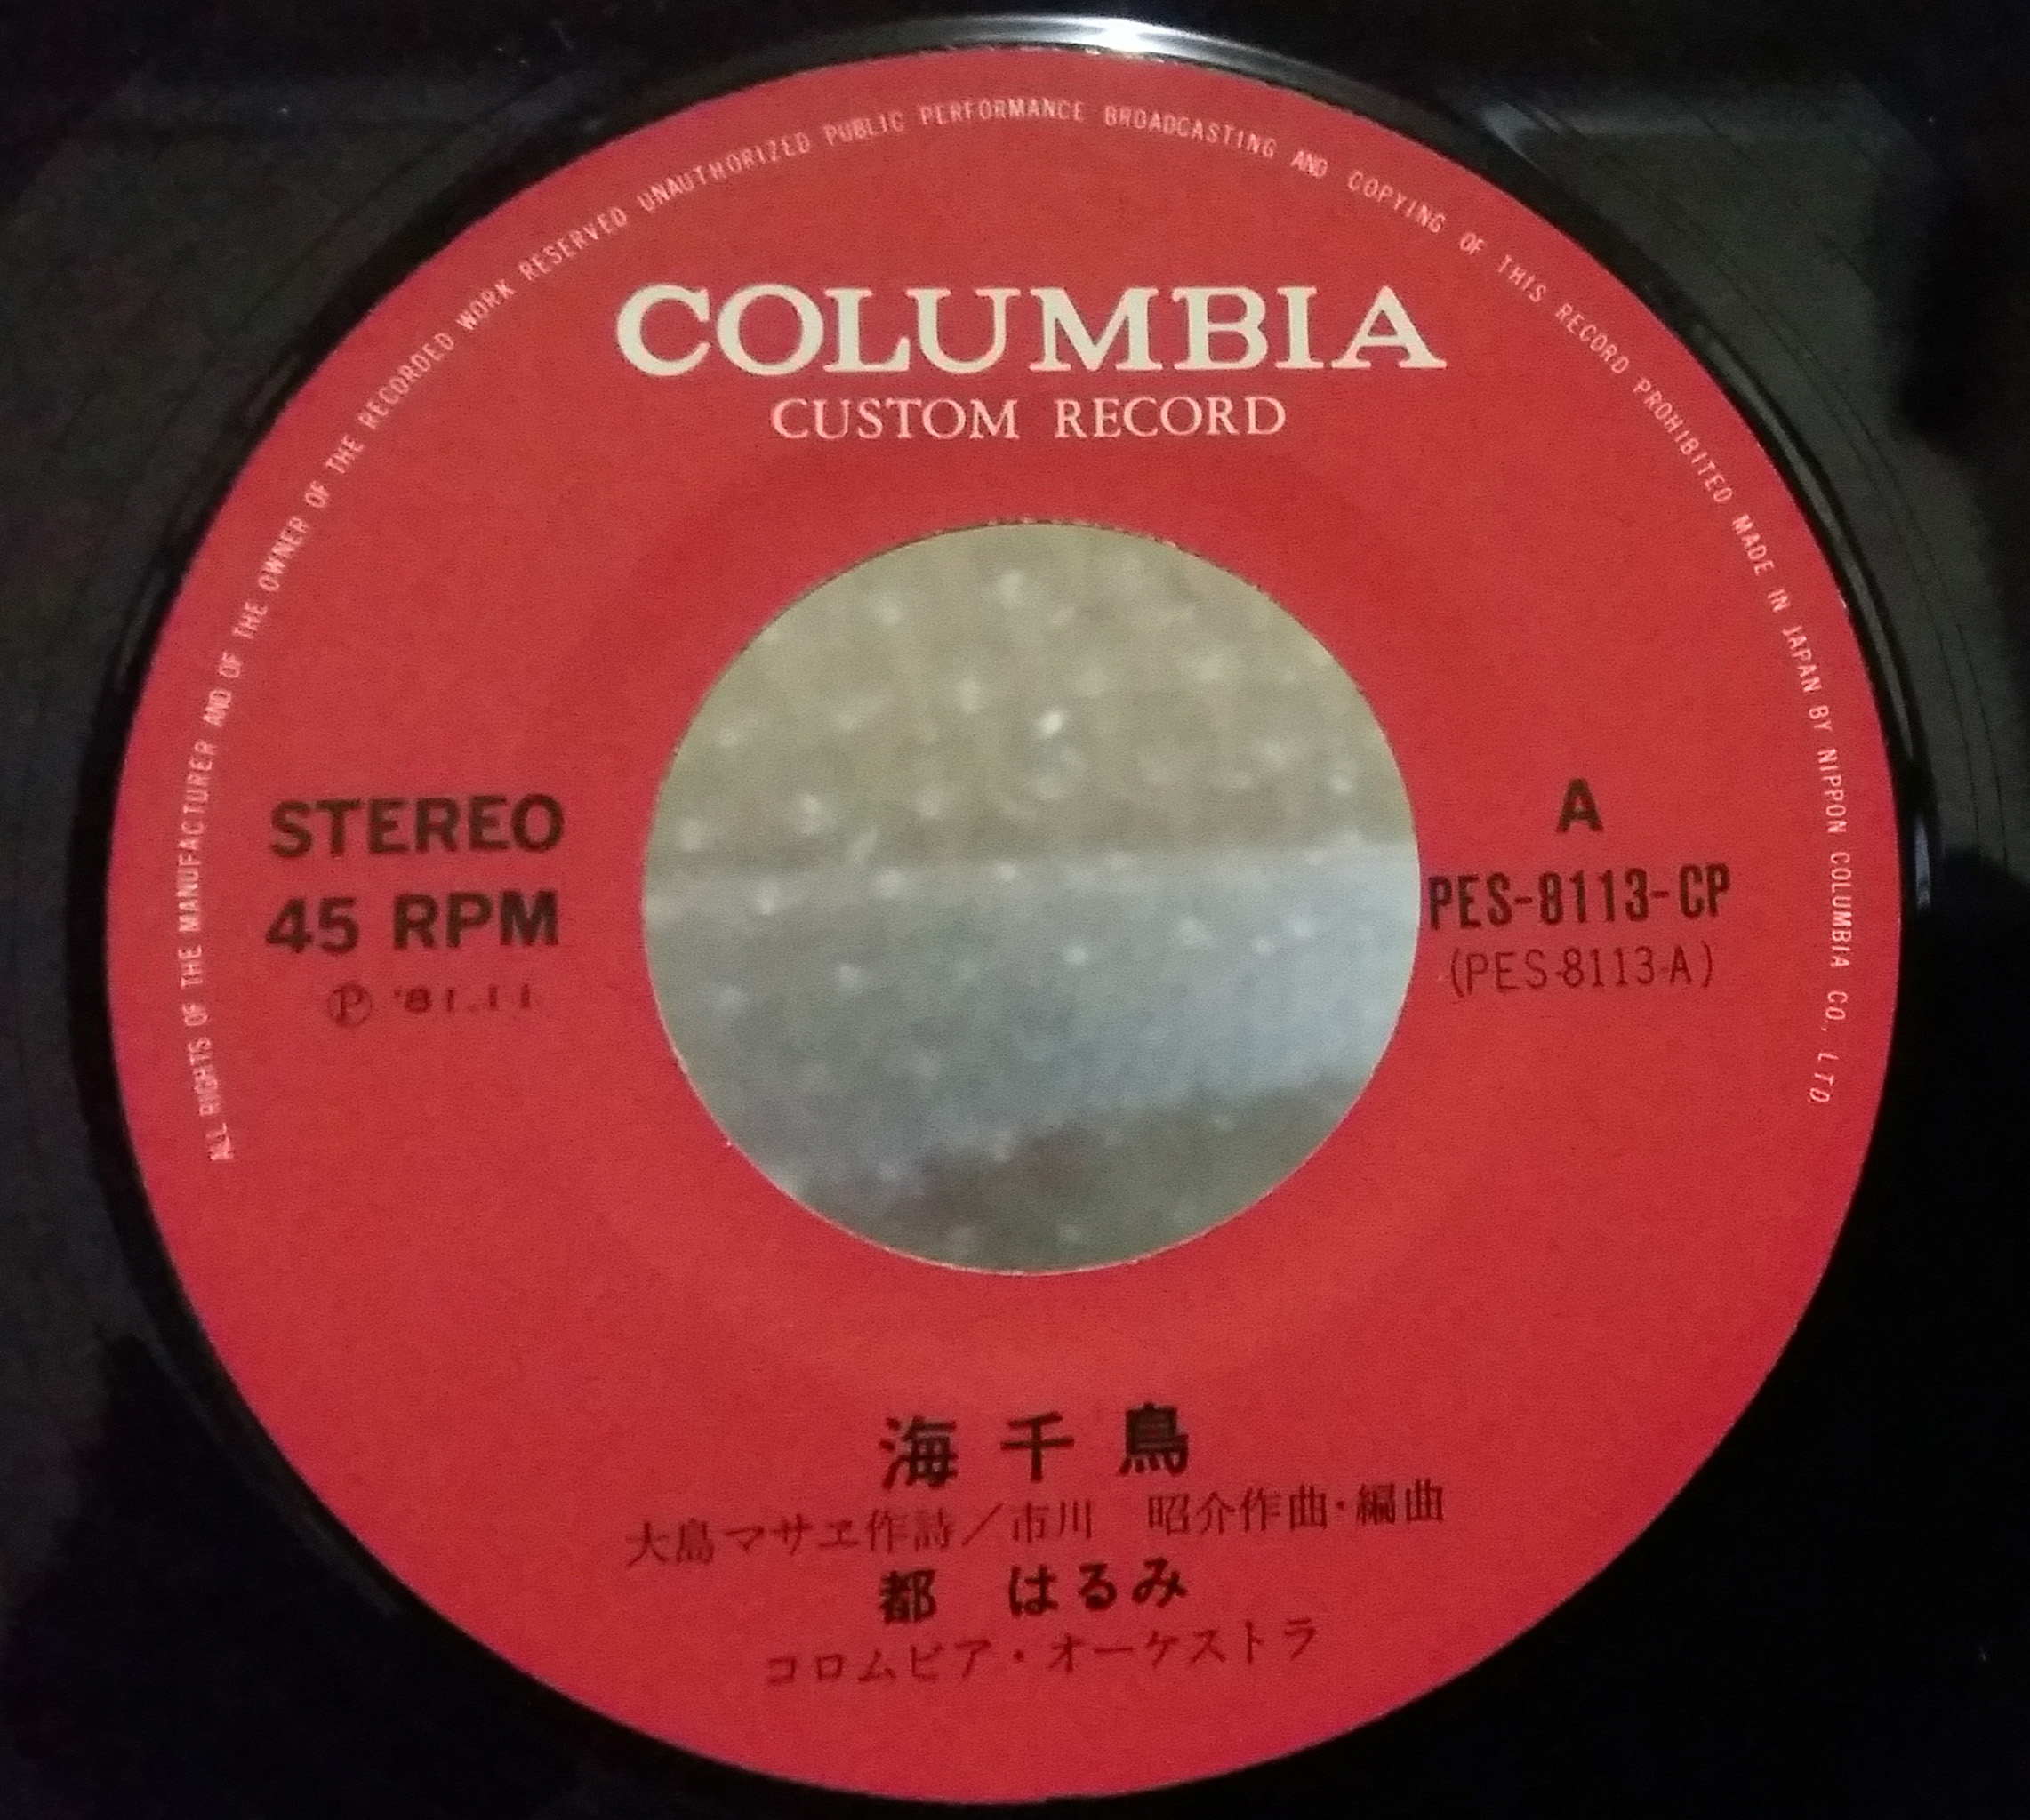 ALL RIGHTS OF THE MANUFACTURER AND OF THE OWNER OF THE RECORDED WORK RESERVED UNAUTHORIZED PUBLIC PERFORMANCE BROADCASTING AND COPYING OF THIS RECORD PROHIBITED MADE IN JAPAN BY NIPPON COLUMBIA CO., LTD.
COLUMBIA
CUSTOM RECORD
STEREO
45 RPM
Ⓟ '81.11
A
PES-8113-CP
(PES-8113-A)
海千鳥
大島マサヱ作詩/市川 昭介作曲・編曲
都 はるみ
コロムビア・オーケストラ